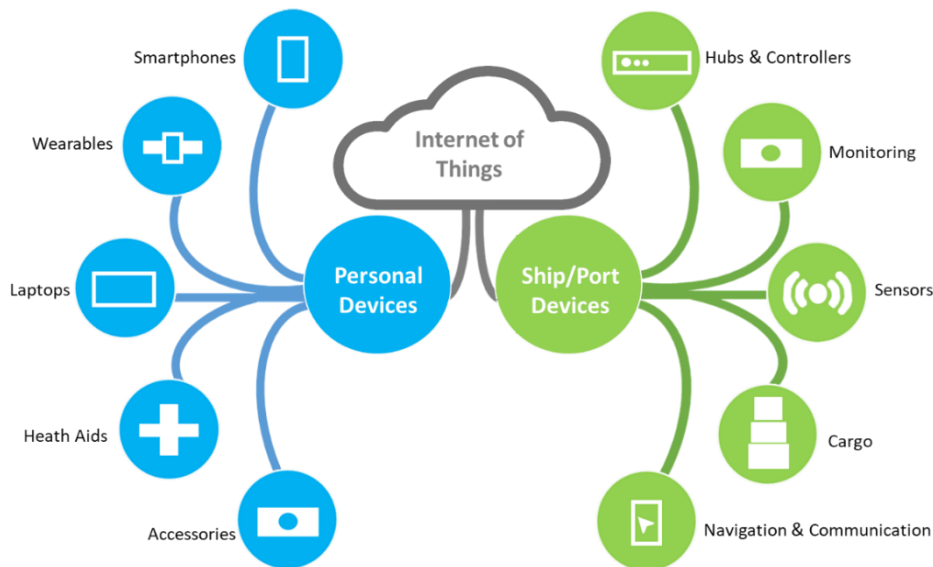 Smartphones
Hubs & Controllers
Internet of
Things
Wearables
Monitoring
Personal
Devices
Ship/Port
Devices
Laptops
Sensors
Heath Aids
Cargo
Accessories
Navigation & Communication